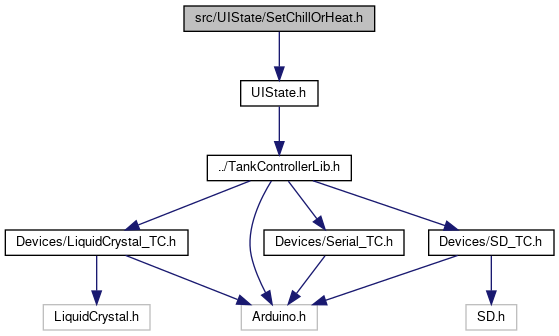 src/UIState/SetChillOrHeat.h
UIState.h
../TankControllerLib.h
Devices/LiquidCrystal_TC.h
Devices/Serial_TC.h
Devices/SD_TC.h
LiquidCrystal.h
Arduino.h
SD.h